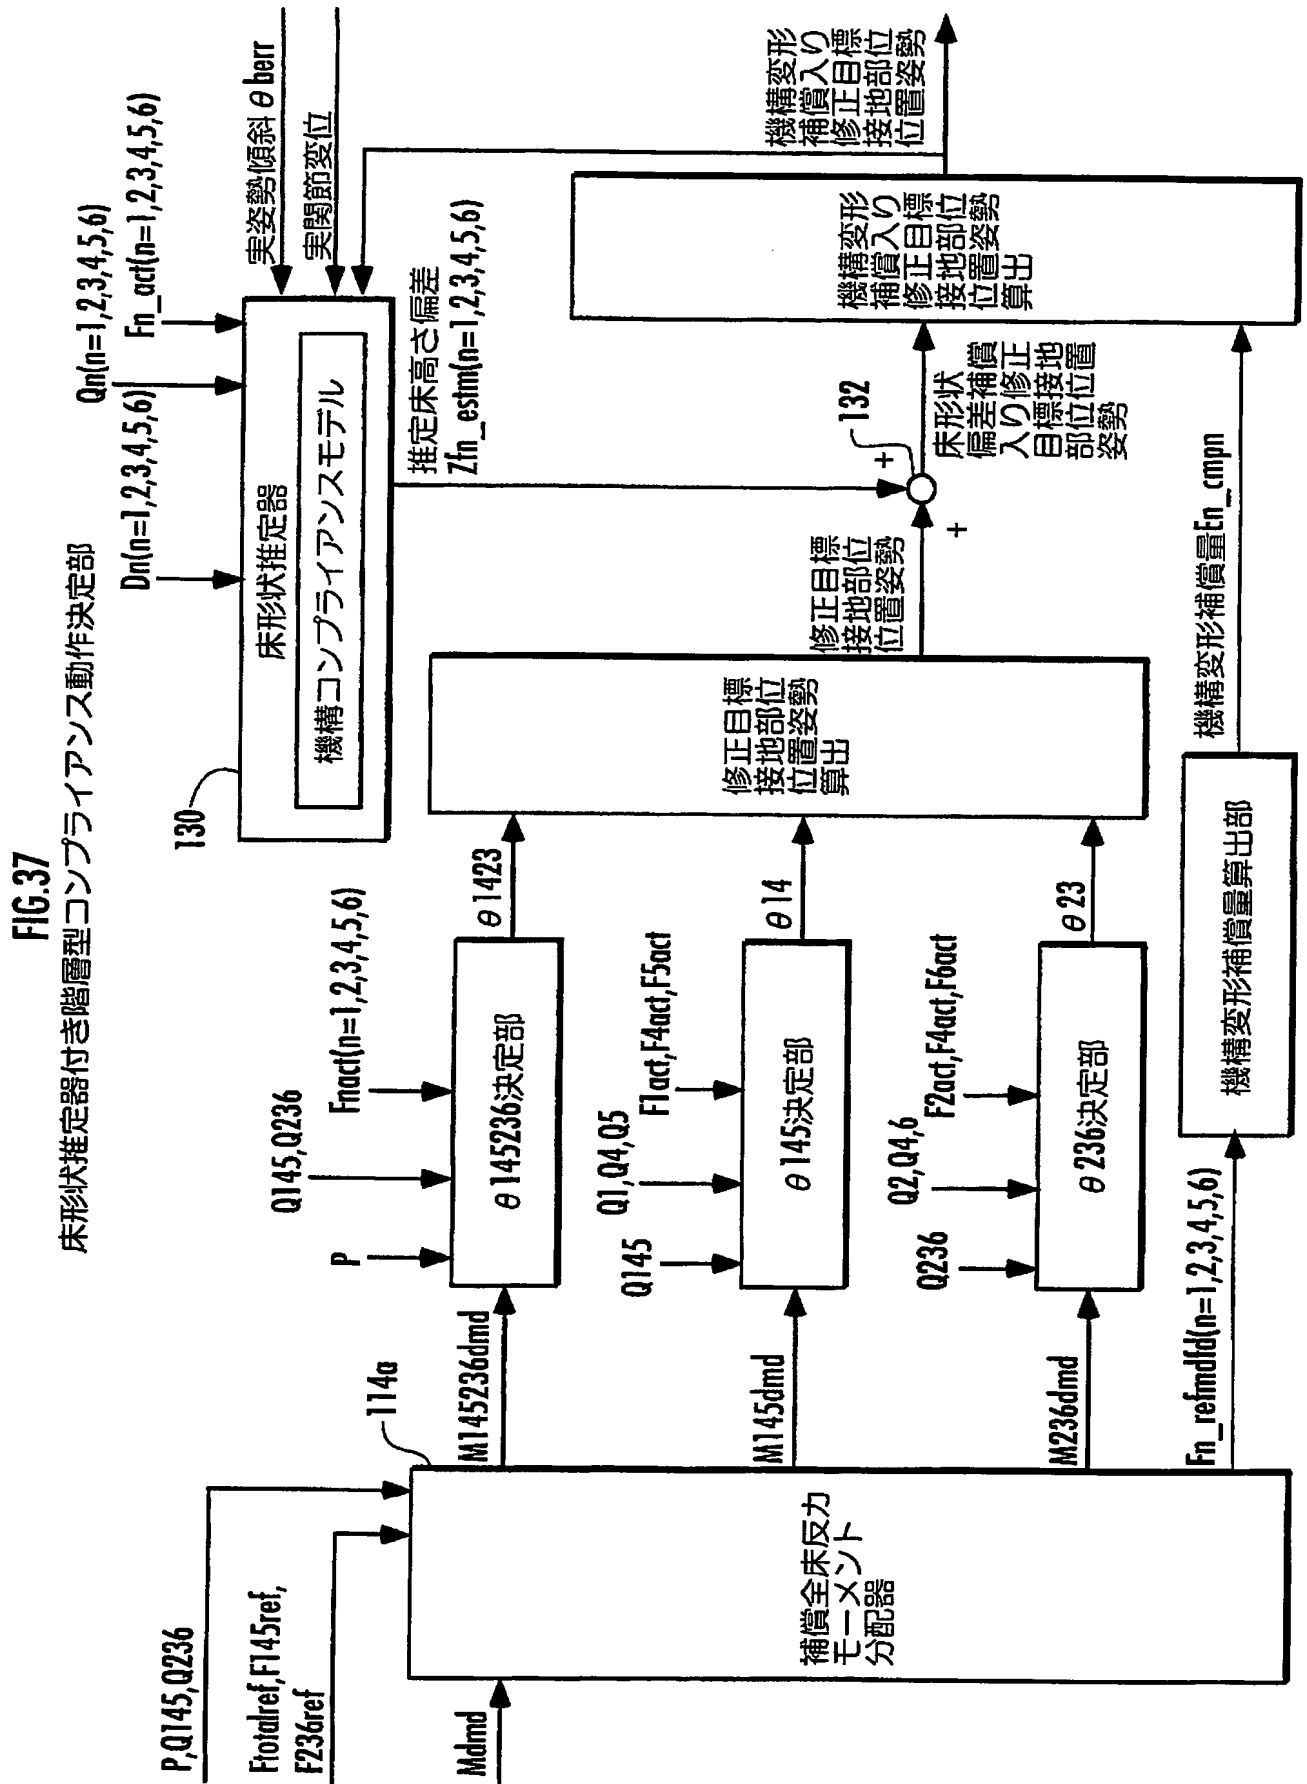 FIG.37
床形状推定器付き階層型コンプライアンス動作決定部
P,Q145,Q236
Ftotalref,F145ref,
F236ref
Mdmd
114a
補償全床反力
モーメント
分配器
M145236dmd
M145dmd
M236dmd
Fn_refmdfd(n=1,2,3,4,5,6)
P
Q145,Q236
Fnact(n=1,2,3,4,5,6)
θ145236決定部
θ1423
Q145
Q1,Q4,Q5
F1act,F4act,F5act
θ145決定部
θ14
Q236
Q2,Q4,6
F2act,F4act,F6act
θ236決定部
θ23
機構変形補償量算出部
機構変形補償量En_cmpn
修正目標
接地部位
位置姿勢
算出
修正目標
接地部位
位置姿勢
130
床形状推定器
機構コンプライアンスモデル
Dn(n=1,2,3,4,5,6)
Qn(n=1,2,3,4,5,6)
Fn_act(n=1,2,3,4,5,6)
実姿勢傾斜θberr
実関節変位
推定床高さ偏差
Zfn_estm(n=1,2,3,4,5,6)
+
+
132
床形状
偏差補償
入り修正
目標接地
部位位置
姿勢
機構変形
補償入り
修正目標
接地部位
位置姿勢
算出
機構変形
補償入り
修正目標
接地部位
位置姿勢